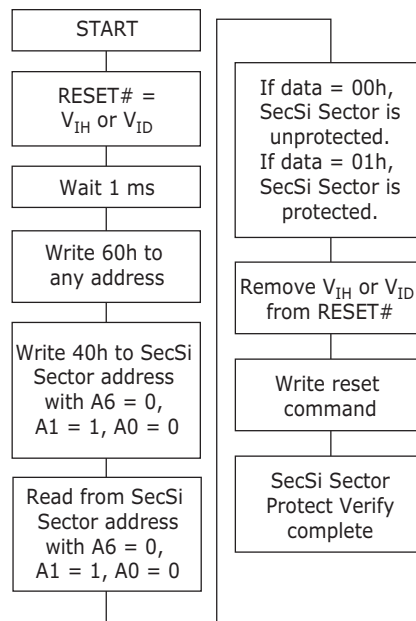 START
RESET# =
V_IH or V_ID
Wait 1 ms
Write 60h to
any address
Write 40h to SecSi
Sector address
with A6 = 0,
A1 = 1, A0 = 0
Read from SecSi
Sector address
with A6 = 0,
A1 = 1, A0 = 0
If data = 00h,
SecSi Sector is
unprotected.
If data = 01h,
SecSi Sector is
protected.
Remove V_IH or V_ID
from RESET#
Write reset
command
SecSi Sector
Protect Verify
complete